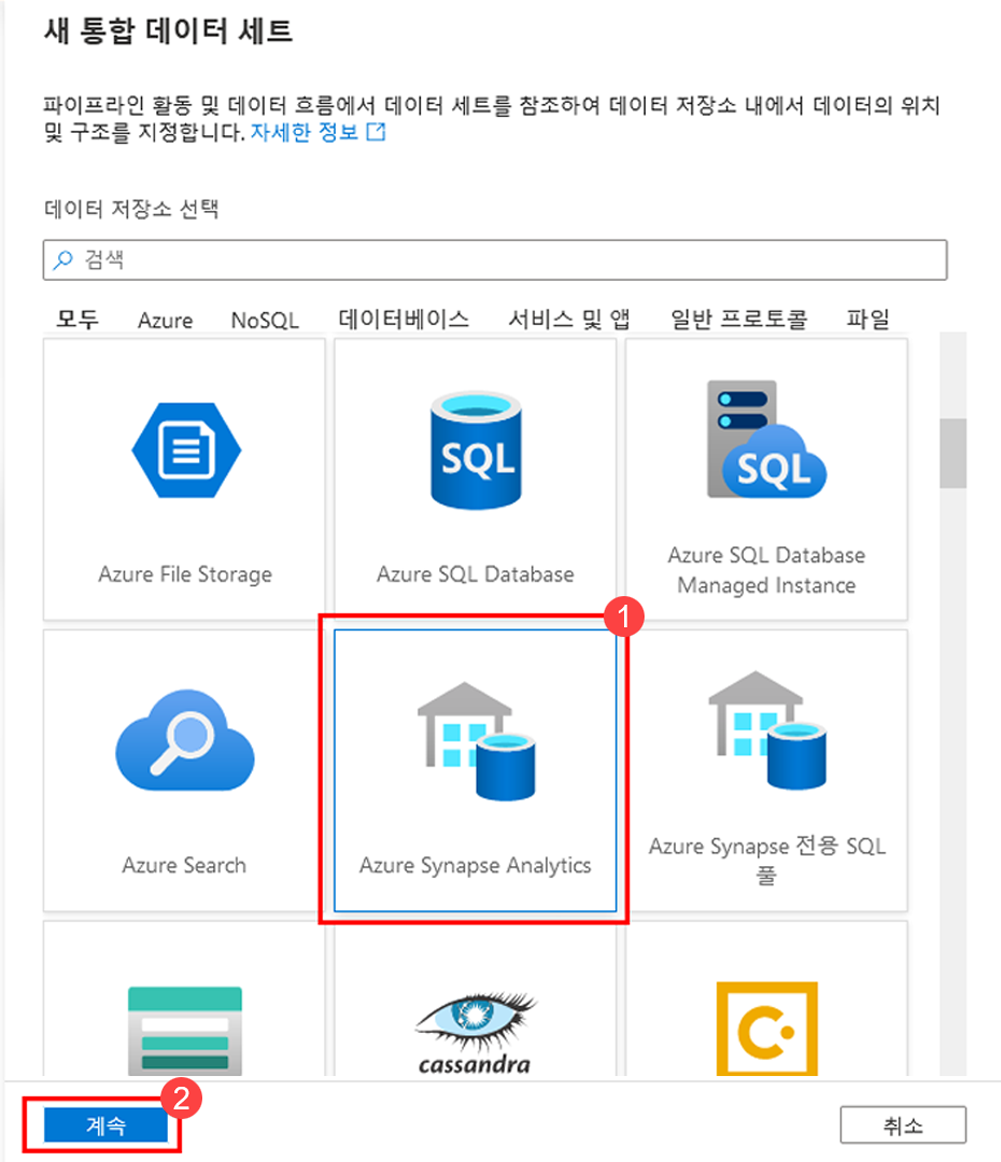 새 통합 데이터 세트
파이프라인 활동 및 데이터 흐름에서 데이터 세트를 참조하여 데이터 저장소 내에서 데이터의 위치
및 구조를 지정합니다. 자세한 정보
데이터 저장소 선택
검색
모두 Azure NoSQL 데이터베이스 서비스 및 앱 일반 프로토콜 파일
SQL
SQL
Azure File Storage
Azure SQL Database
Azure SQL Database
Managed Instance
1
Azure Search
Azure Synapse Analytics
Azure Synapse 전용 SQL
풀
cassandra
C
2
계속
취소